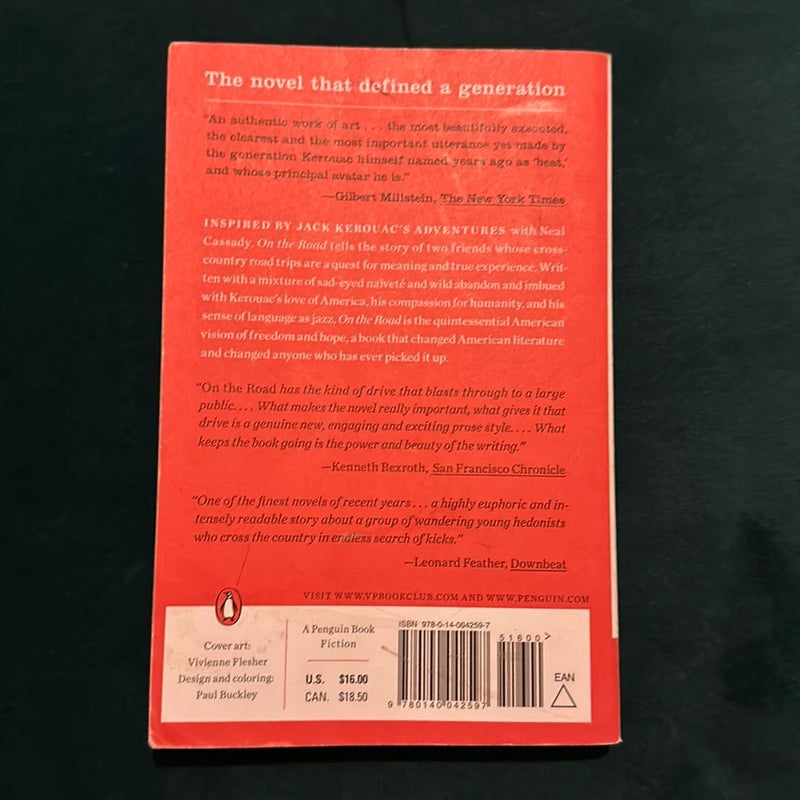 The novel that defined a generation
"An authentic work of art . . . the most beautifully executed,
the clearest and the most important utterance yet made by
the generation Kerouac himself named years ago as 'beat,'
and whose principal avatar he is."
—Gilbert Millstein, The New York Times
INSPIRED BY JACK KEROUAC'S ADVENTURES with Neal
Cassady, On the Road tells the story of two friends whose cross-
country road trips are a quest for meaning and true experience. Writ-
ten with a mixture of sad-eyed naïveté and wild abandon and imbued
with Kerouac's love of America, his compassion for humanity, and his
sense of language as jazz, On the Road is the quintessential American
vision of freedom and hope, a book that changed American literature
and changed anyone who has ever picked it up.
"On the Road has the kind of drive that blasts through to a large
public. . . . What makes the novel really important, what gives it that
drive is a genuine new, engaging and exciting prose style. . . . What
keeps the book going is the power and beauty of the writing."
—Kenneth Rexroth, San Francisco Chronicle
"One of the finest novels of recent years . . . a highly euphoric and in-
tensely readable story about a group of wandering young hedonists
who cross the country in endless search of kicks."
—Leonard Feather, Downbeat
VISIT WWW.VPBOOKCLUB.COM AND WWW.PENGUIN.COM
Cover art:
Vivienne Flesher
Design and coloring:
Paul Buckley
A Penguin Book
Fiction
U.S. $16.00
CAN. $18.50
ISBN 978-0-14-004259-7
51600>
9 780140 042597
EAN